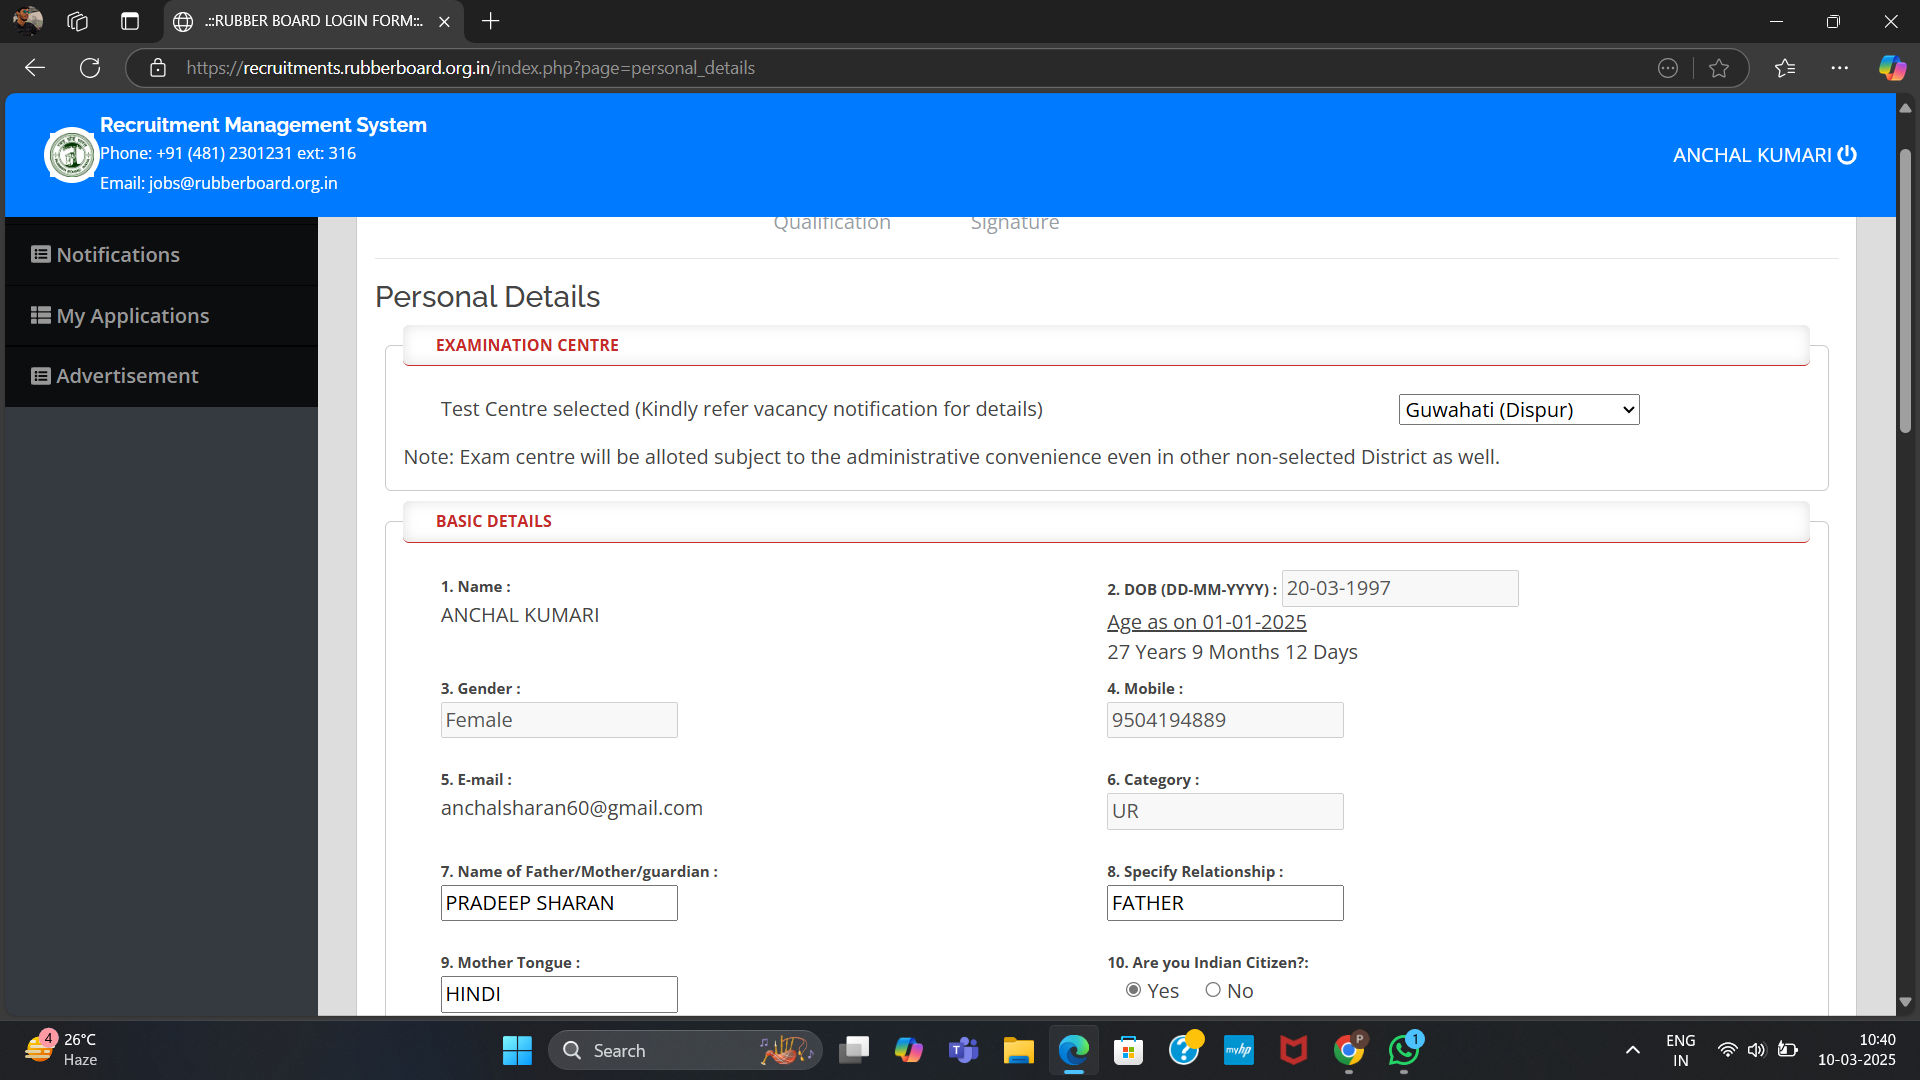 .::RUBBER BOARD LOGIN FORM::.
https://recruitments.rubberboard.org.in/index.php?page=personal_details
Recruitment Management System
Phone: +91 (481) 2301231 ext: 316
Email: jobs@rubberboard.org.in
ANCHAL KUMARI
Notifications
My Applications
Advertisement
Qualification Signature
Personal Details
EXAMINATION CENTRE
Test Centre selected (Kindly refer vacancy notification for details) Guwahati (Dispur)
Note: Exam centre will be alloted subject to the administrative convenience even in other non-selected District as well.
BASIC DETAILS
1. Name :
ANCHAL KUMARI
2. DOB (DD-MM-YYYY) : 20-03-1997
Age as on 01-01-2025
27 Years 9 Months 12 Days
3. Gender :
Female
4. Mobile :
9504194889
5. E-mail :
anchalsharan60@gmail.com
6. Category :
UR
7. Name of Father/Mother/guardian :
PRADEEP SHARAN
8. Specify Relationship :
FATHER
9. Mother Tongue :
HINDI
10. Are you Indian Citizen?:
Yes No
4
26°C
Haze
Search
T
myhp
P
1
ENG
IN
10:40
10-03-2025